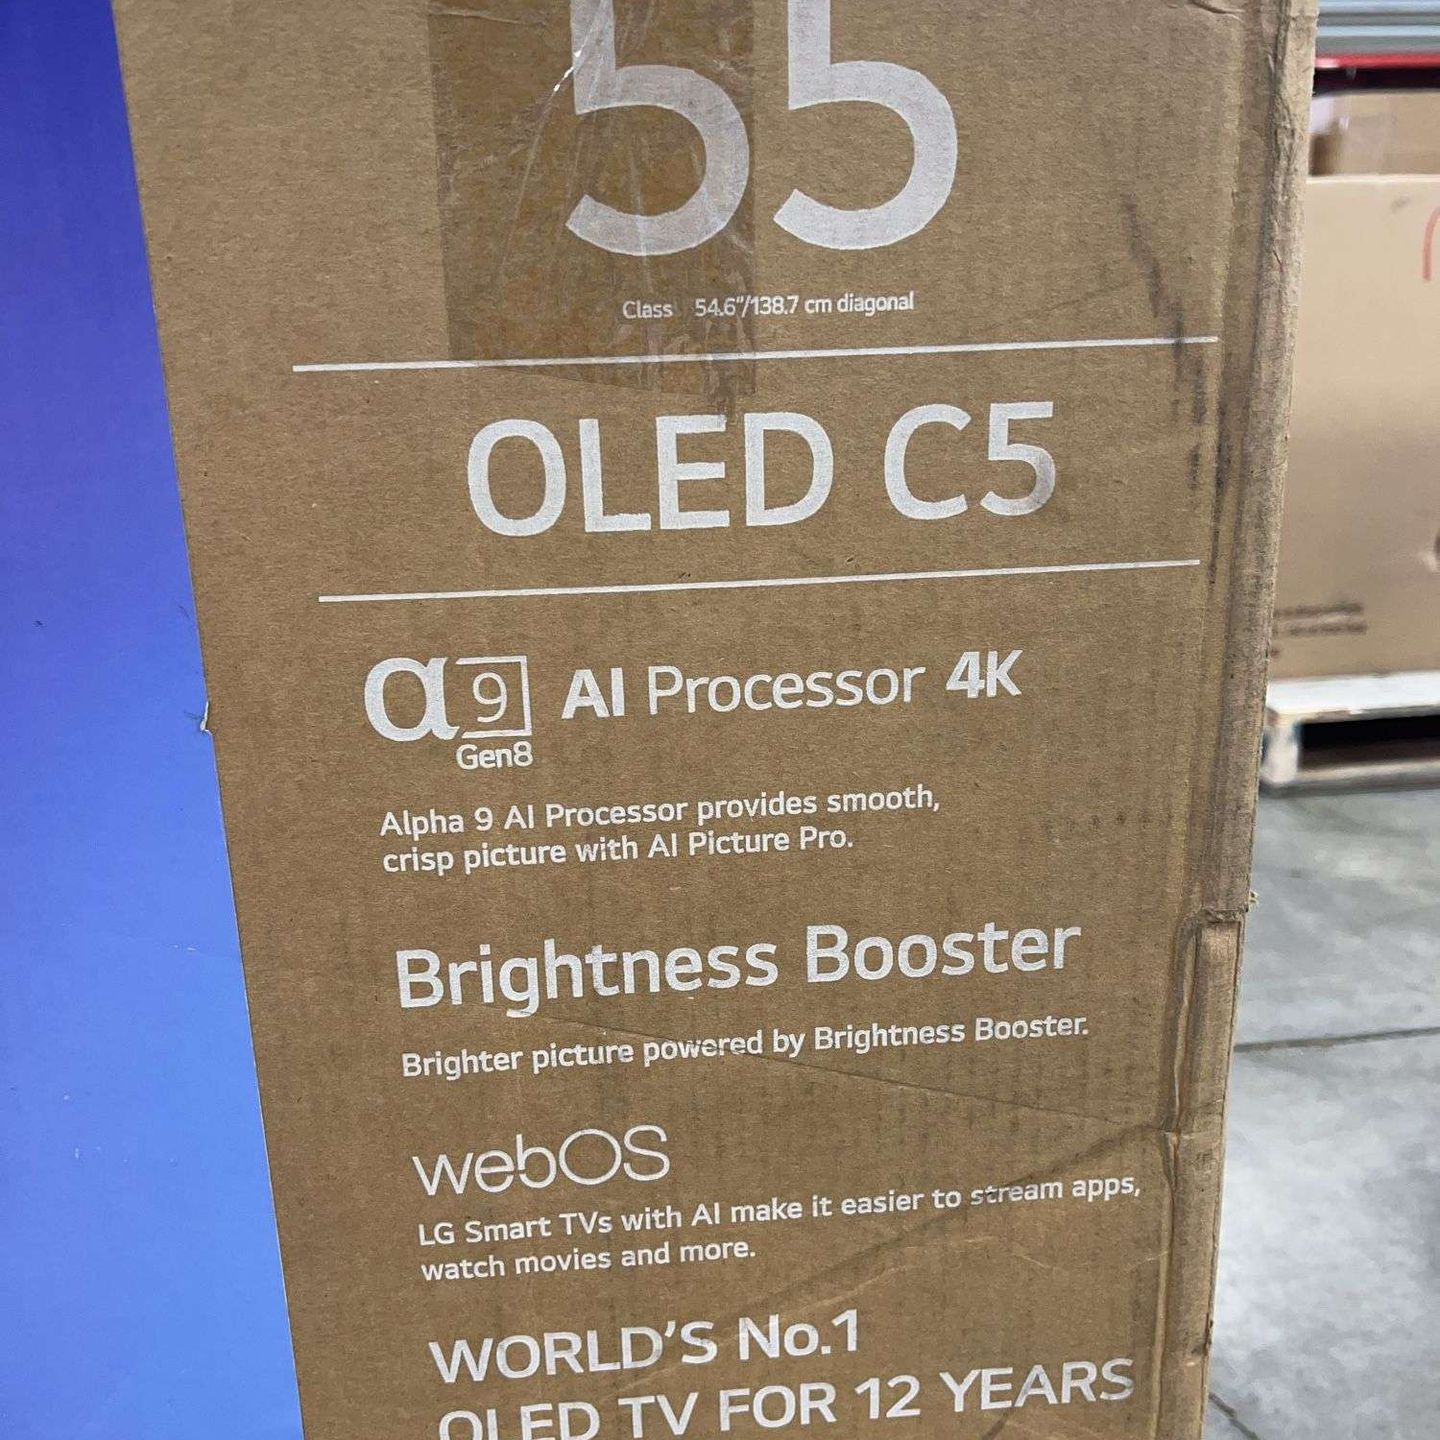 55
Class 54.6"/138.7 cm diagonal
OLED C5
α9 AI Processor 4K
Gen8
Alpha 9 AI Processor provides smooth,
crisp picture with AI Picture Pro.
Brightness Booster
Brighter picture powered by Brightness Booster.
webOS
LG Smart TVs with AI make it easier to stream apps,
watch movies and more.
WORLD'S No.1
OLED TV FOR 12 YEARS